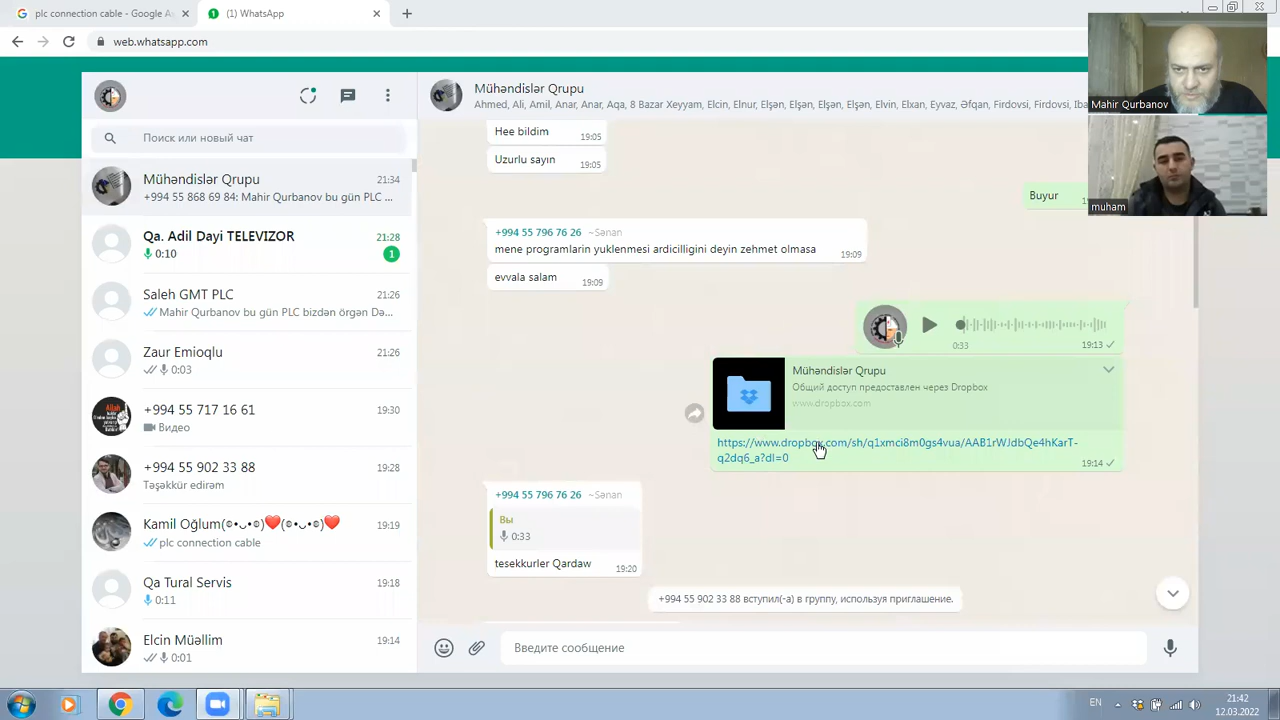 plc connection cable - Google A
(1) WhatsApp
web.whatsapp.com
Поиск или новый чат
Mühəndislər Qrupu
21:34
+994 55 868 69 84: Mahir Qurbanov bu gün PLC ...
Qa. Adil Dayi TELEVIZOR
21:28
0:10
1
Saleh GMT PLC
21:26
Mahir Qurbanov bu gün PLC bizdən örgən Də...
Zaur Emioqlu
21:26
0:03
+994 55 717 16 61
19:30
Видео
+994 55 902 33 88
19:28
Təşəkkür edirəm
Kamil Oğlum(๏•ᴗ•๏)❤️(๏•ᴗ•๏)❤️
19:19
plc connection cable
Qa Tural Servis
19:18
0:11
Elcin Müəllim
19:14
0:01
Mühəndislər Qrupu
Ahmed, Ali, Amil, Anar, Anar, Aqa, 8 Bazar Xeyyam, Elcin, Elnur, Elşən, Elşən, Elşən, Elşən, Elvin, Elxan, Eyvaz, Əfqan, Firdovsi, Firdovsi, Iba
Hee bildim
19:05
Uzurlu sayın
19:05
Buyur
+994 55 796 76 26 ~Sənan
mene programlarin yuklenmesi ardicilligini deyin zehmet olmasa
19:09
evvala salam
19:09
0:33
19:13
Mühəndislər Qrupu
Общий доступ предоставлен через Dropbox
www.dropbox.com
https://www.dropbox.com/sh/q1xmci8m0gs4vua/AAB1rWJdbQe4hKarT-
q2dq6_a?dl=0
19:14
+994 55 796 76 26 ~Sənan
Вы
0:33
tesekkurler Qardaw
19:20
+994 55 902 33 88 вступил(-а) в группу, используя приглашение.
Введите сообщение
Mahir Qurbanov
muham
EN
21:42
12.03.2022